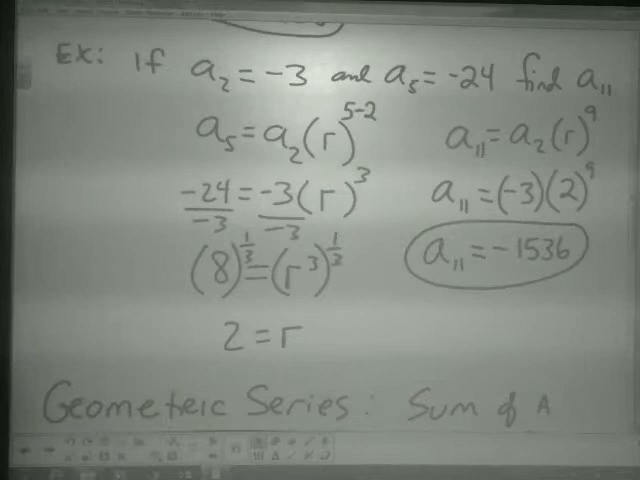 Ex: If a₂ = -3 and a₅ = -24 find a₁₁
a₅ = a₂(r)⁵⁻²
-24/-3 = -3(r)³/-3
(8)^{1/3} = (r³)^{1/3}
2 = r
a₁₁ = a₂(r)⁹
a₁₁ = (-3)(2)⁹
a₁₁ = -1536
Geometric Series: Sum of A